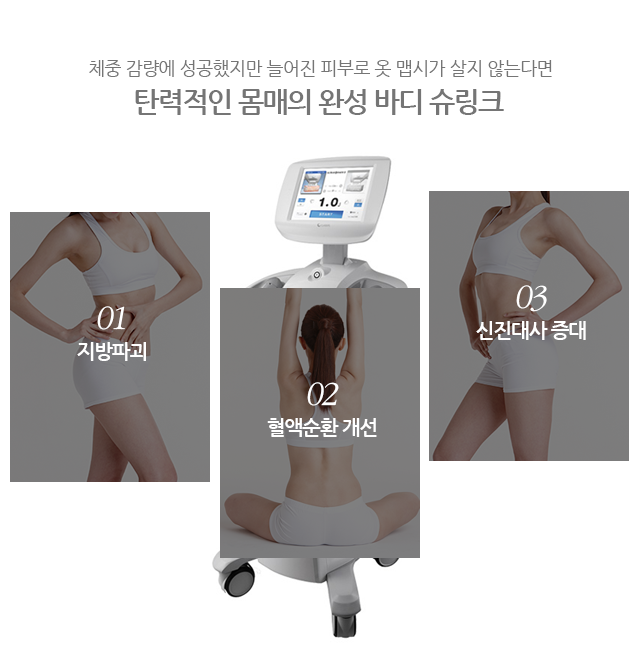 체중 감량에 성공했지만 늘어진 피부로 옷 맵시가 살지 않는다면
탄력적인 몸매의 완성 바디 슈링크
1.0
01
지방파괴
02
혈액순환 개선
03
신진대사 증대